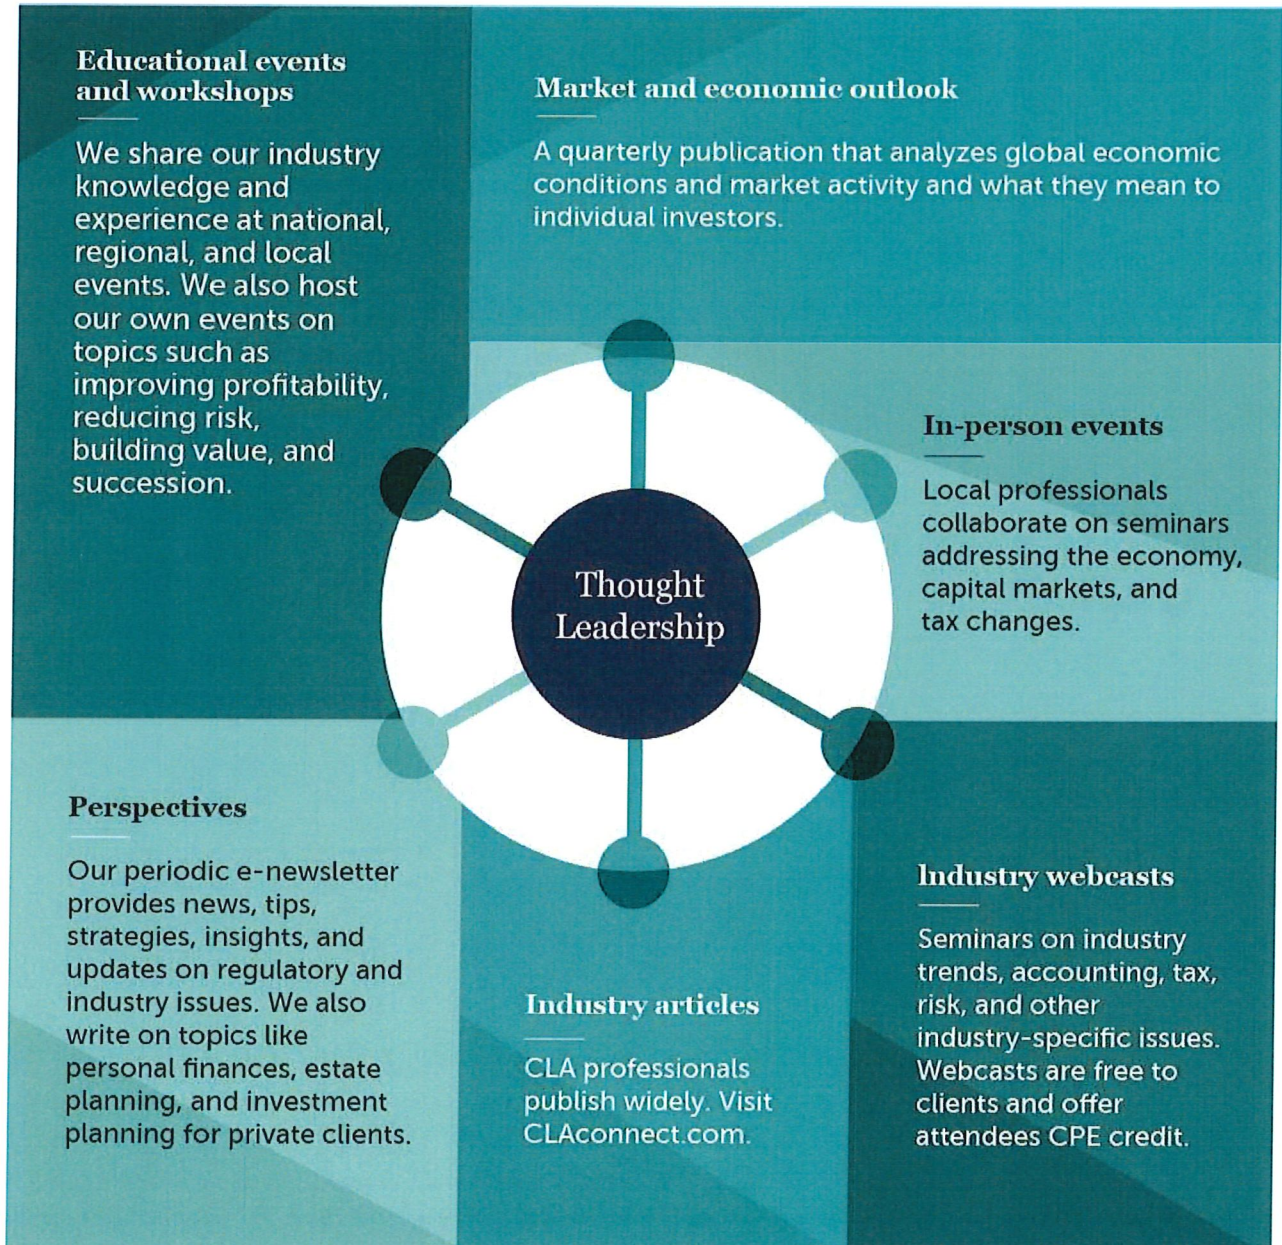 Educational events
and workshops
We share our industry
knowledge and
experience at national,
regional, and local
events. We also host
our own events on
topics such as
improving profitability,
reducing risk,
building value, and
succession.
Market and economic outlook
A quarterly publication that analyzes global economic
conditions and market activity and what they mean to
individual investors.
In-person events
Local professionals
collaborate on seminars
addressing the economy,
capital markets, and
tax changes.
Thought
Leadership
Perspectives
Our periodic e-newsletter
provides news, tips,
strategies, insights, and
updates on regulatory and
industry issues. We also
write on topics like
personal finances, estate
planning, and investment
planning for private clients.
Industry articles
CLA professionals
publish widely. Visit
CLAconnect.com.
Industry webcasts
Seminars on industry
trends, accounting, tax,
risk, and other
industry-specific issues.
Webcasts are free to
clients and offer
attendees CPE credit.